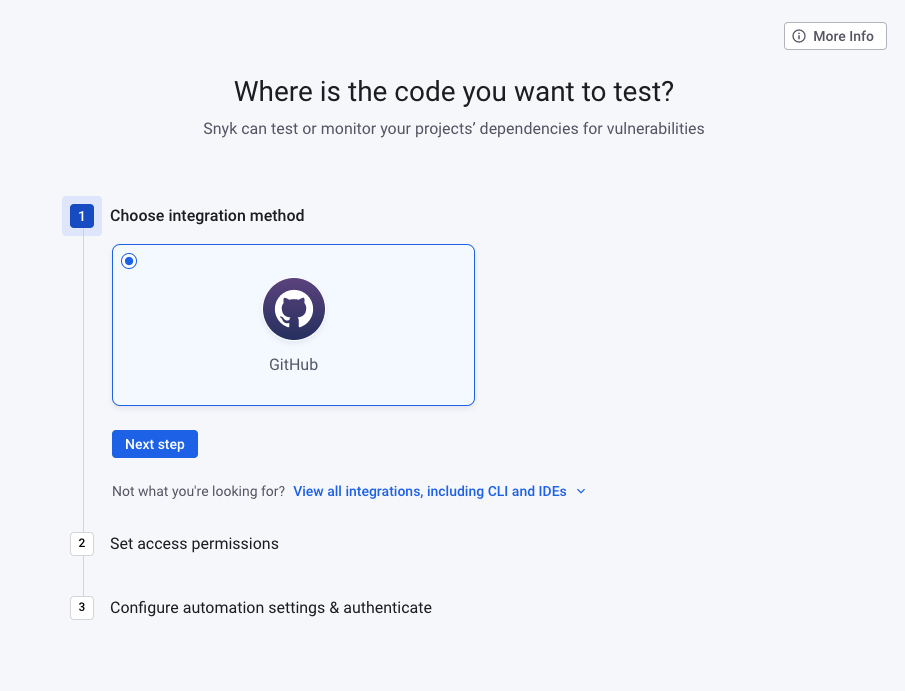 More Info
Where is the code you want to test?
Snyk can test or monitor your projects’ dependencies for vulnerabilities
1 Choose integration method
GitHub
Next step
Not what you're looking for? View all integrations, including CLI and IDEs
2 Set access permissions
3 Configure automation settings & authenticate